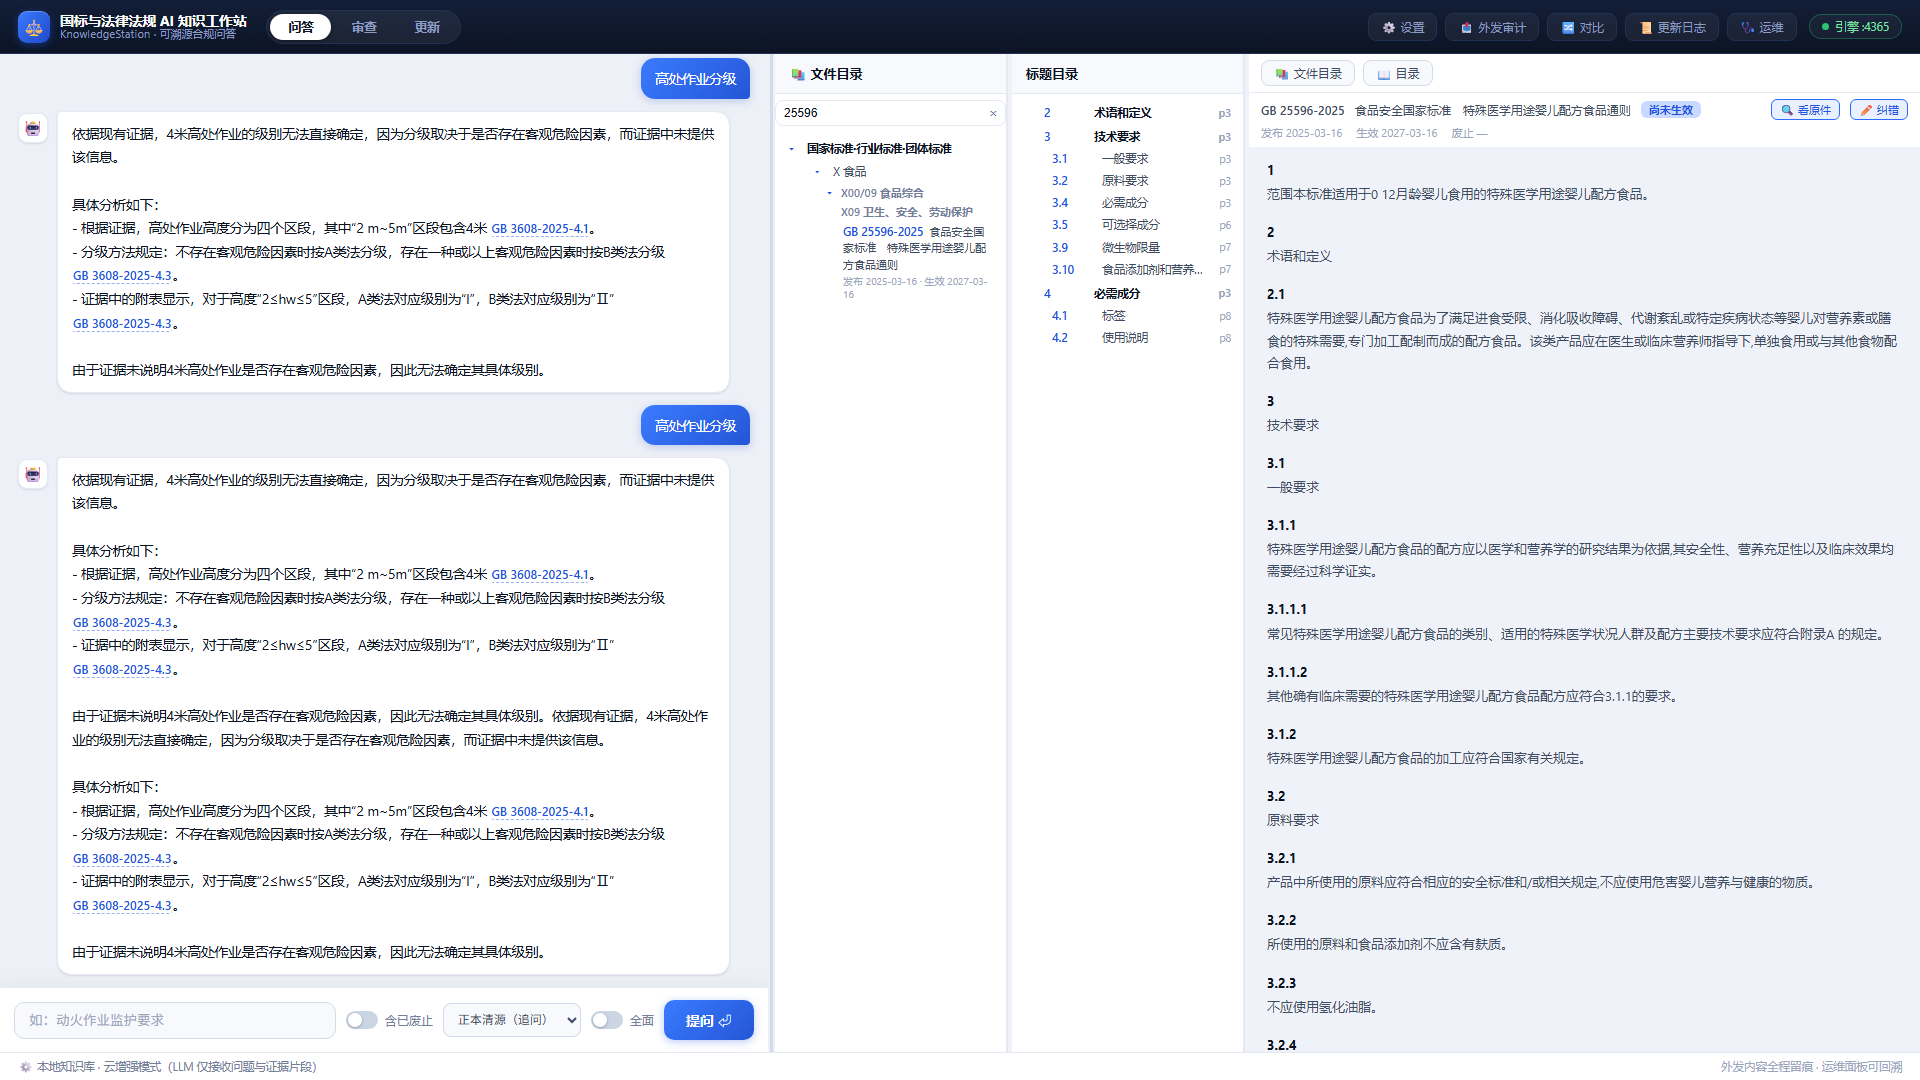 国标与法律法规 AI 知识工作站
KnowledgeStation · 可溯源合规问答
问答
审查
更新
设置
外发审计
对比
更新日志
运维
引擎 :4365
高处作业分级
依据现有证据，4米高处作业的级别无法直接确定，因为分级取决于是否存在客观危险因素，而证据中未提供
该信息。
具体分析如下：
- 根据证据，高处作业高度分为四个区段，其中“2 m~5m”区段包含4米 GB 3608-2025-4.1。
- 分级方法规定：不存在客观危险因素时按A类法分级，存在一种或以上客观危险因素时按B类法分级
GB 3608-2025-4.3。
- 证据中的附表显示，对于高度“2≤hw≤5”区段，A类法对应级别为“Ⅰ”，B类法对应级别为“Ⅱ”
GB 3608-2025-4.3。
由于证据未说明4米高处作业是否存在客观危险因素，因此无法确定其具体级别。
高处作业分级
依据现有证据，4米高处作业的级别无法直接确定，因为分级取决于是否存在客观危险因素，而证据中未提供
该信息。
具体分析如下：
- 根据证据，高处作业高度分为四个区段，其中“2 m~5m”区段包含4米 GB 3608-2025-4.1。
- 分级方法规定：不存在客观危险因素时按A类法分级，存在一种或以上客观危险因素时按B类法分级
GB 3608-2025-4.3。
- 证据中的附表显示，对于高度“2≤hw≤5”区段，A类法对应级别为“Ⅰ”，B类法对应级别为“Ⅱ”
GB 3608-2025-4.3。
由于证据未说明4米高处作业是否存在客观危险因素，因此无法确定其具体级别。依据现有证据，4米高处作
业的级别无法直接确定，因为分级取决于是否存在客观危险因素，而证据中未提供该信息。
具体分析如下：
- 根据证据，高处作业高度分为四个区段，其中“2 m~5m”区段包含4米 GB 3608-2025-4.1。
- 分级方法规定：不存在客观危险因素时按A类法分级，存在一种或以上客观危险因素时按B类法分级
GB 3608-2025-4.3。
- 证据中的附表显示，对于高度“2≤hw≤5”区段，A类法对应级别为“Ⅰ”，B类法对应级别为“Ⅱ”
GB 3608-2025-4.3。
由于证据未说明4米高处作业是否存在客观危险因素，因此无法确定其具体级别。
如：动火作业监护要求
含已废止
正本清源（追问）
全面
提问
本地知识库 · 云增强模式（LLM 仅接收问题与证据片段）
外发内容全程留痕 · 运维面板可回溯
文件目录
25596 ×
国家标准·行业标准·团体标准
X 食品
X00/09 食品综合
X09 卫生、安全、劳动保护
GB 25596-2025 食品安全国
家标准 特殊医学用途婴儿配
方食品通则
发布 2025-03-16 · 生效 2027-03-
16
标题目录
2 术语和定义 p3
3 技术要求 p3
3.1 一般要求 p3
3.2 原料要求 p3
3.4 必需成分 p3
3.5 可选择成分 p6
3.9 微生物限量 p7
3.10 食品添加剂和营养... p7
4 必需成分 p3
4.1 标签 p8
4.2 使用说明 p8
文件目录
目录
GB 25596-2025 食品安全国家标准 特殊医学用途婴儿配方食品通则 尚未生效
看原件
纠错
发布 2025-03-16 生效 2027-03-16 废止 —
1
范围本标准适用于0 12月龄婴儿食用的特殊医学用途婴儿配方食品。
2
术语和定义
2.1
特殊医学用途婴儿配方食品为了满足进食受限、消化吸收障碍、代谢紊乱或特定疾病状态等婴儿对营养素或膳
食的特殊需要,专门加工配制而成的配方食品。该类产品应在医生或临床营养师指导下,单独食用或与其他食物配
合食用。
3
技术要求
3.1
一般要求
3.1.1
特殊医学用途婴儿配方食品的配方应以医学和营养学的研究结果为依据,其安全性、营养充足性以及临床效果均
需要经过科学证实。
3.1.1.1
常见特殊医学用途婴儿配方食品的类别、适用的特殊医学状况人群及配方主要技术要求应符合附录A 的规定。
3.1.1.2
其他确有临床需要的特殊医学用途婴儿配方食品配方应符合3.1.1的要求。
3.1.2
特殊医学用途婴儿配方食品的加工应符合国家有关规定。
3.2
原料要求
3.2.1
产品中所使用的原料应符合相应的安全标准和/或相关规定,不应使用危害婴儿营养与健康的物质。
3.2.2
所使用的原料和食品添加剂不应含有麸质。
3.2.3
不应使用氢化油脂。
3.2.4